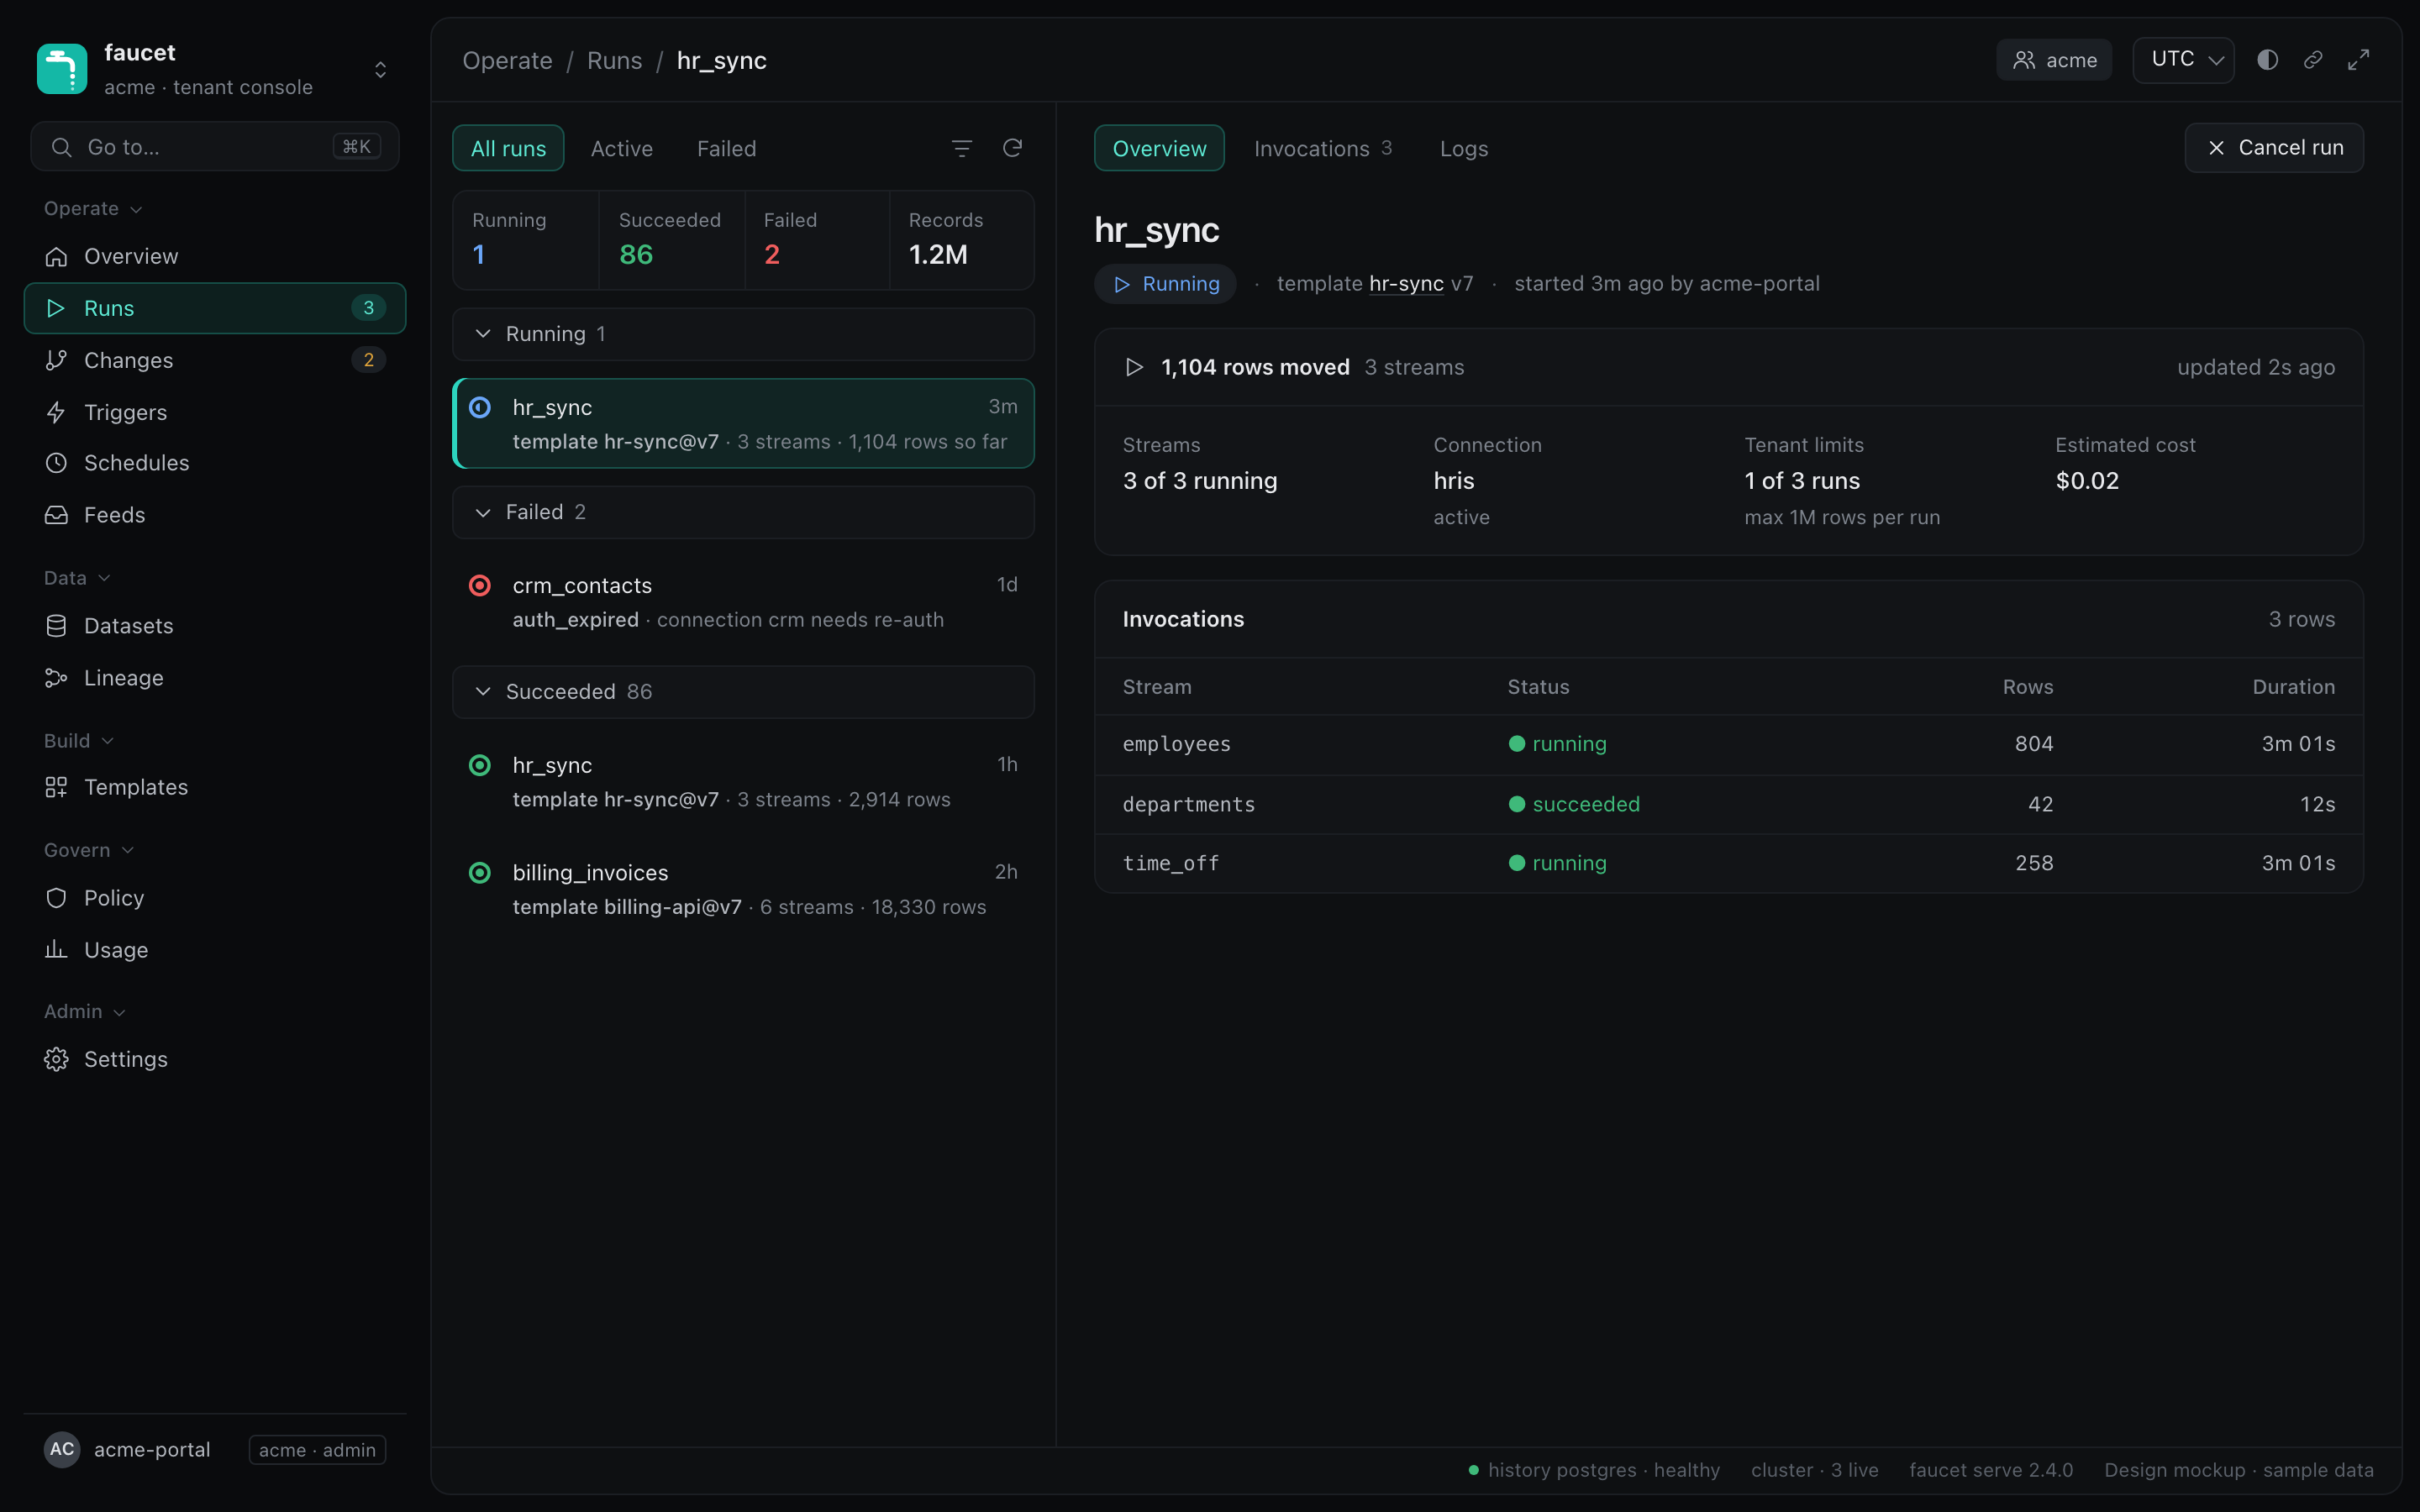 faucet
acme · tenant console
Go to...
⌘K
Operate
Overview
Runs 3
Changes 2
Triggers
Schedules
Feeds
Data
Datasets
Lineage
Build
Templates
Govern
Policy
Usage
Admin
Settings
AC acme-portal acme · admin
Operate / Runs / hr_sync
acme
UTC
All runs Active Failed
Running Succeeded Failed Records
1 86 2 1.2M
Running 1
hr_sync 3m
template hr-sync@v7 · 3 streams · 1,104 rows so far
Failed 2
crm_contacts 1d
auth_expired · connection crm needs re-auth
Succeeded 86
hr_sync 1h
template hr-sync@v7 · 3 streams · 2,914 rows
billing_invoices 2h
template billing-api@v7 · 6 streams · 18,330 rows
Overview Invocations 3 Logs
Cancel run
hr_sync
Running · template hr-sync v7 · started 3m ago by acme-portal
1,104 rows moved 3 streams updated 2s ago
Streams Connection Tenant limits Estimated cost
3 of 3 running hris 1 of 3 runs $0.02
active max 1M rows per run
Invocations 3 rows
Stream Status Rows Duration
employees running 804 3m 01s
departments succeeded 42 12s
time_off running 258 3m 01s
history postgres · healthy cluster · 3 live faucet serve 2.4.0 Design mockup · sample data